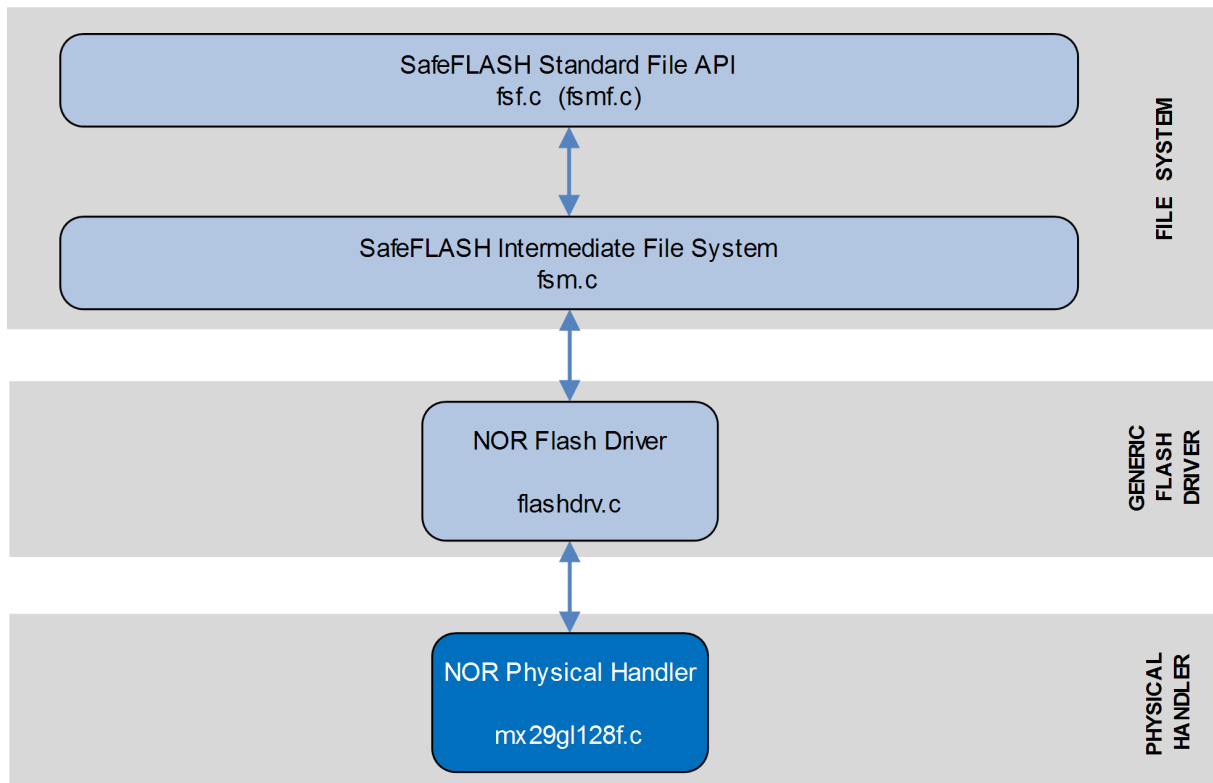 SafeFLASH Standard File API
fsf.c (fsmf.c)
FILE SYSTEM
SafeFLASH Intermediate File System
fsm.c
NOR Flash Driver
flashdrv.c
GENERIC
FLASH
DRIVER
NOR Physical Handler
mx29gl128f.c
PHYSICAL
HANDLER